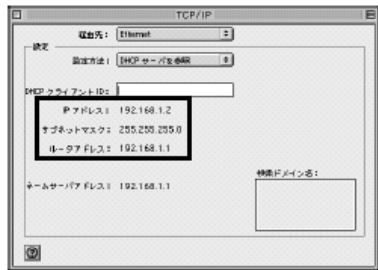 TCP/IP
経由先： Ethernet
設定
設定方法： DHCP サーバを参照
DHCP クライアント ID：
IP アドレス： 192.168.1.2
サブネットマスク： 255.255.255.0
ルータアドレス： 192.168.1.1
検索ドメイン名：
ネームサーバアドレス： 192.168.1.1